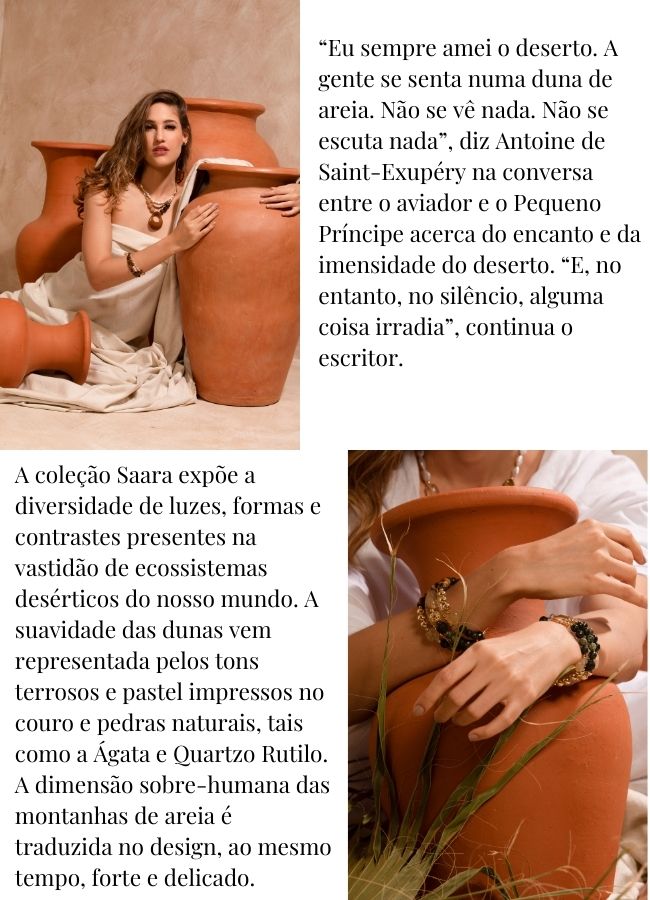 “Eu sempre amei o deserto. A
gente se senta numa duna de
areia. Não se vê nada. Não se
escuta nada”, diz Antoine de
Saint-Exupéry na conversa
entre o aviador e o Pequeno
Príncipe acerca do encanto e da
imensidade do deserto. “E, no
entanto, no silêncio, alguma
coisa irradia”, continua o
escritor.
A coleção Saara expõe a
diversidade de luzes, formas e
contrastes presentes na
vastidão de ecossistemas
desérticos do nosso mundo. A
suavidade das dunas vem
representada pelos tons
terrosos e pastel impressos no
couro e pedras naturais, tais
como a Ágata e Quartzo Rutilo.
A dimensão sobre-humana das
montanhas de areia é
traduzida no design, ao mesmo
tempo, forte e delicado.